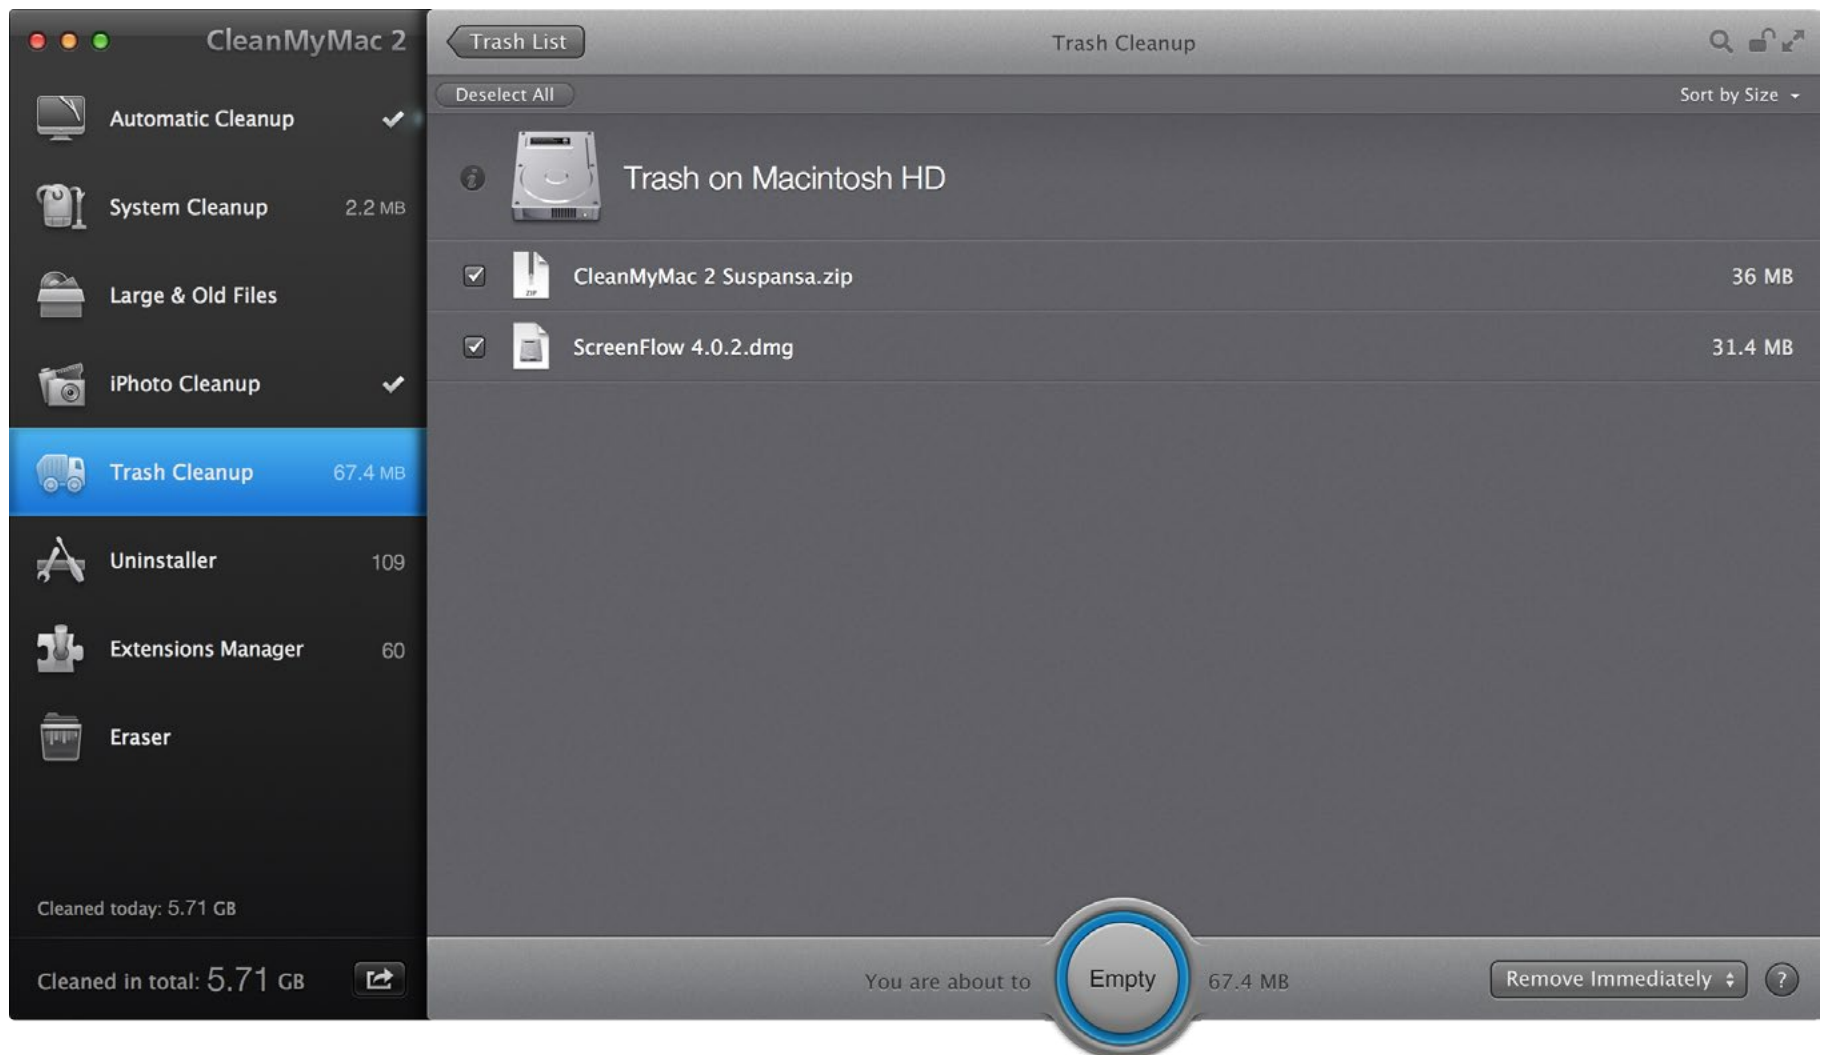 CleanMyMac 2
Automatic Cleanup
System Cleanup 2.2 MB
Large & Old Files
iPhoto Cleanup
Trash Cleanup 67.4 MB
Uninstaller 109
Extensions Manager 60
Eraser
Cleaned today: 5.71 GB
Cleaned in total: 5.71 GB
Trash List
Trash Cleanup
Deselect All
Sort by Size
Trash on Macintosh HD
ZIP
CleanMyMac 2 Suspansa.zip 36 MB
ScreenFlow 4.0.2.dmg 31.4 MB
You are about to Empty 67.4 MB
Remove Immediately ?